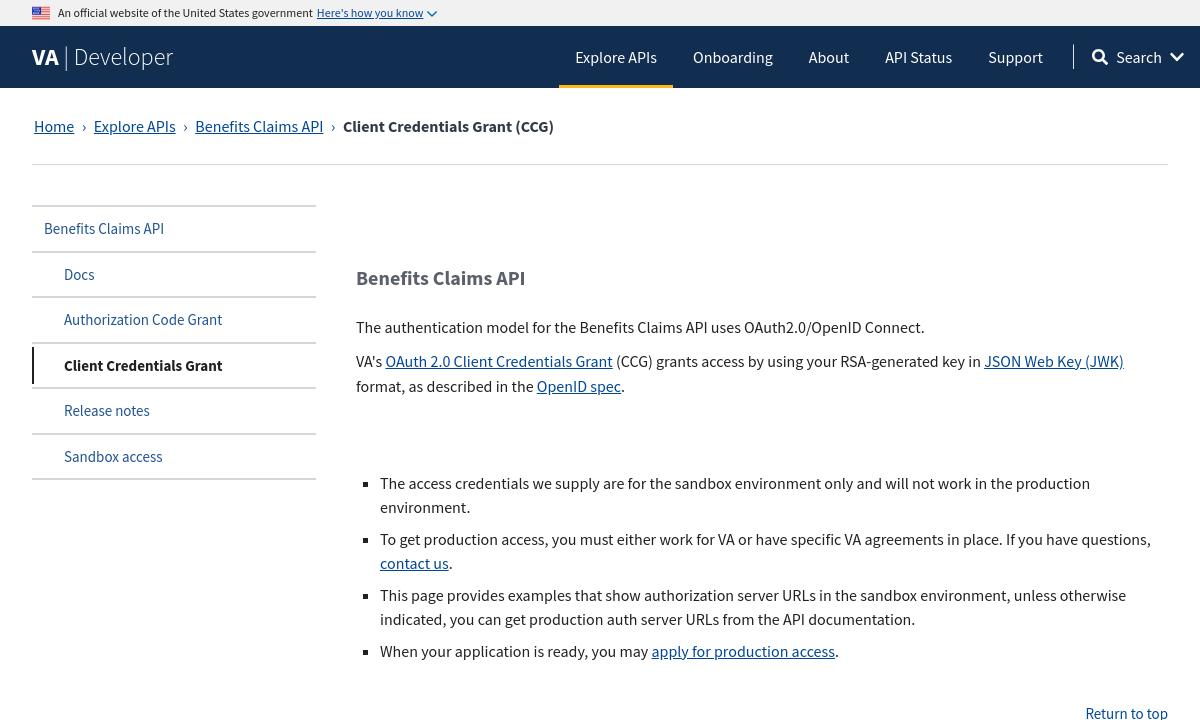 An official website of the United States government Here's how you know
VA | Developer
Explore APIs Onboarding About API Status Support Search
Home › Explore APIs › Benefits Claims API › Client Credentials Grant (CCG)
Benefits Claims API
Docs
Authorization Code Grant
Client Credentials Grant
Release notes
Sandbox access
Benefits Claims API
The authentication model for the Benefits Claims API uses OAuth2.0/OpenID Connect.
VA's OAuth 2.0 Client Credentials Grant (CCG) grants access by using your RSA-generated key in JSON Web Key (JWK)
format, as described in the OpenID spec.
The access credentials we supply are for the sandbox environment only and will not work in the production
environment.
To get production access, you must either work for VA or have specific VA agreements in place. If you have questions,
contact us.
This page provides examples that show authorization server URLs in the sandbox environment, unless otherwise
indicated, you can get production auth server URLs from the API documentation.
When your application is ready, you may apply for production access.
Return to top